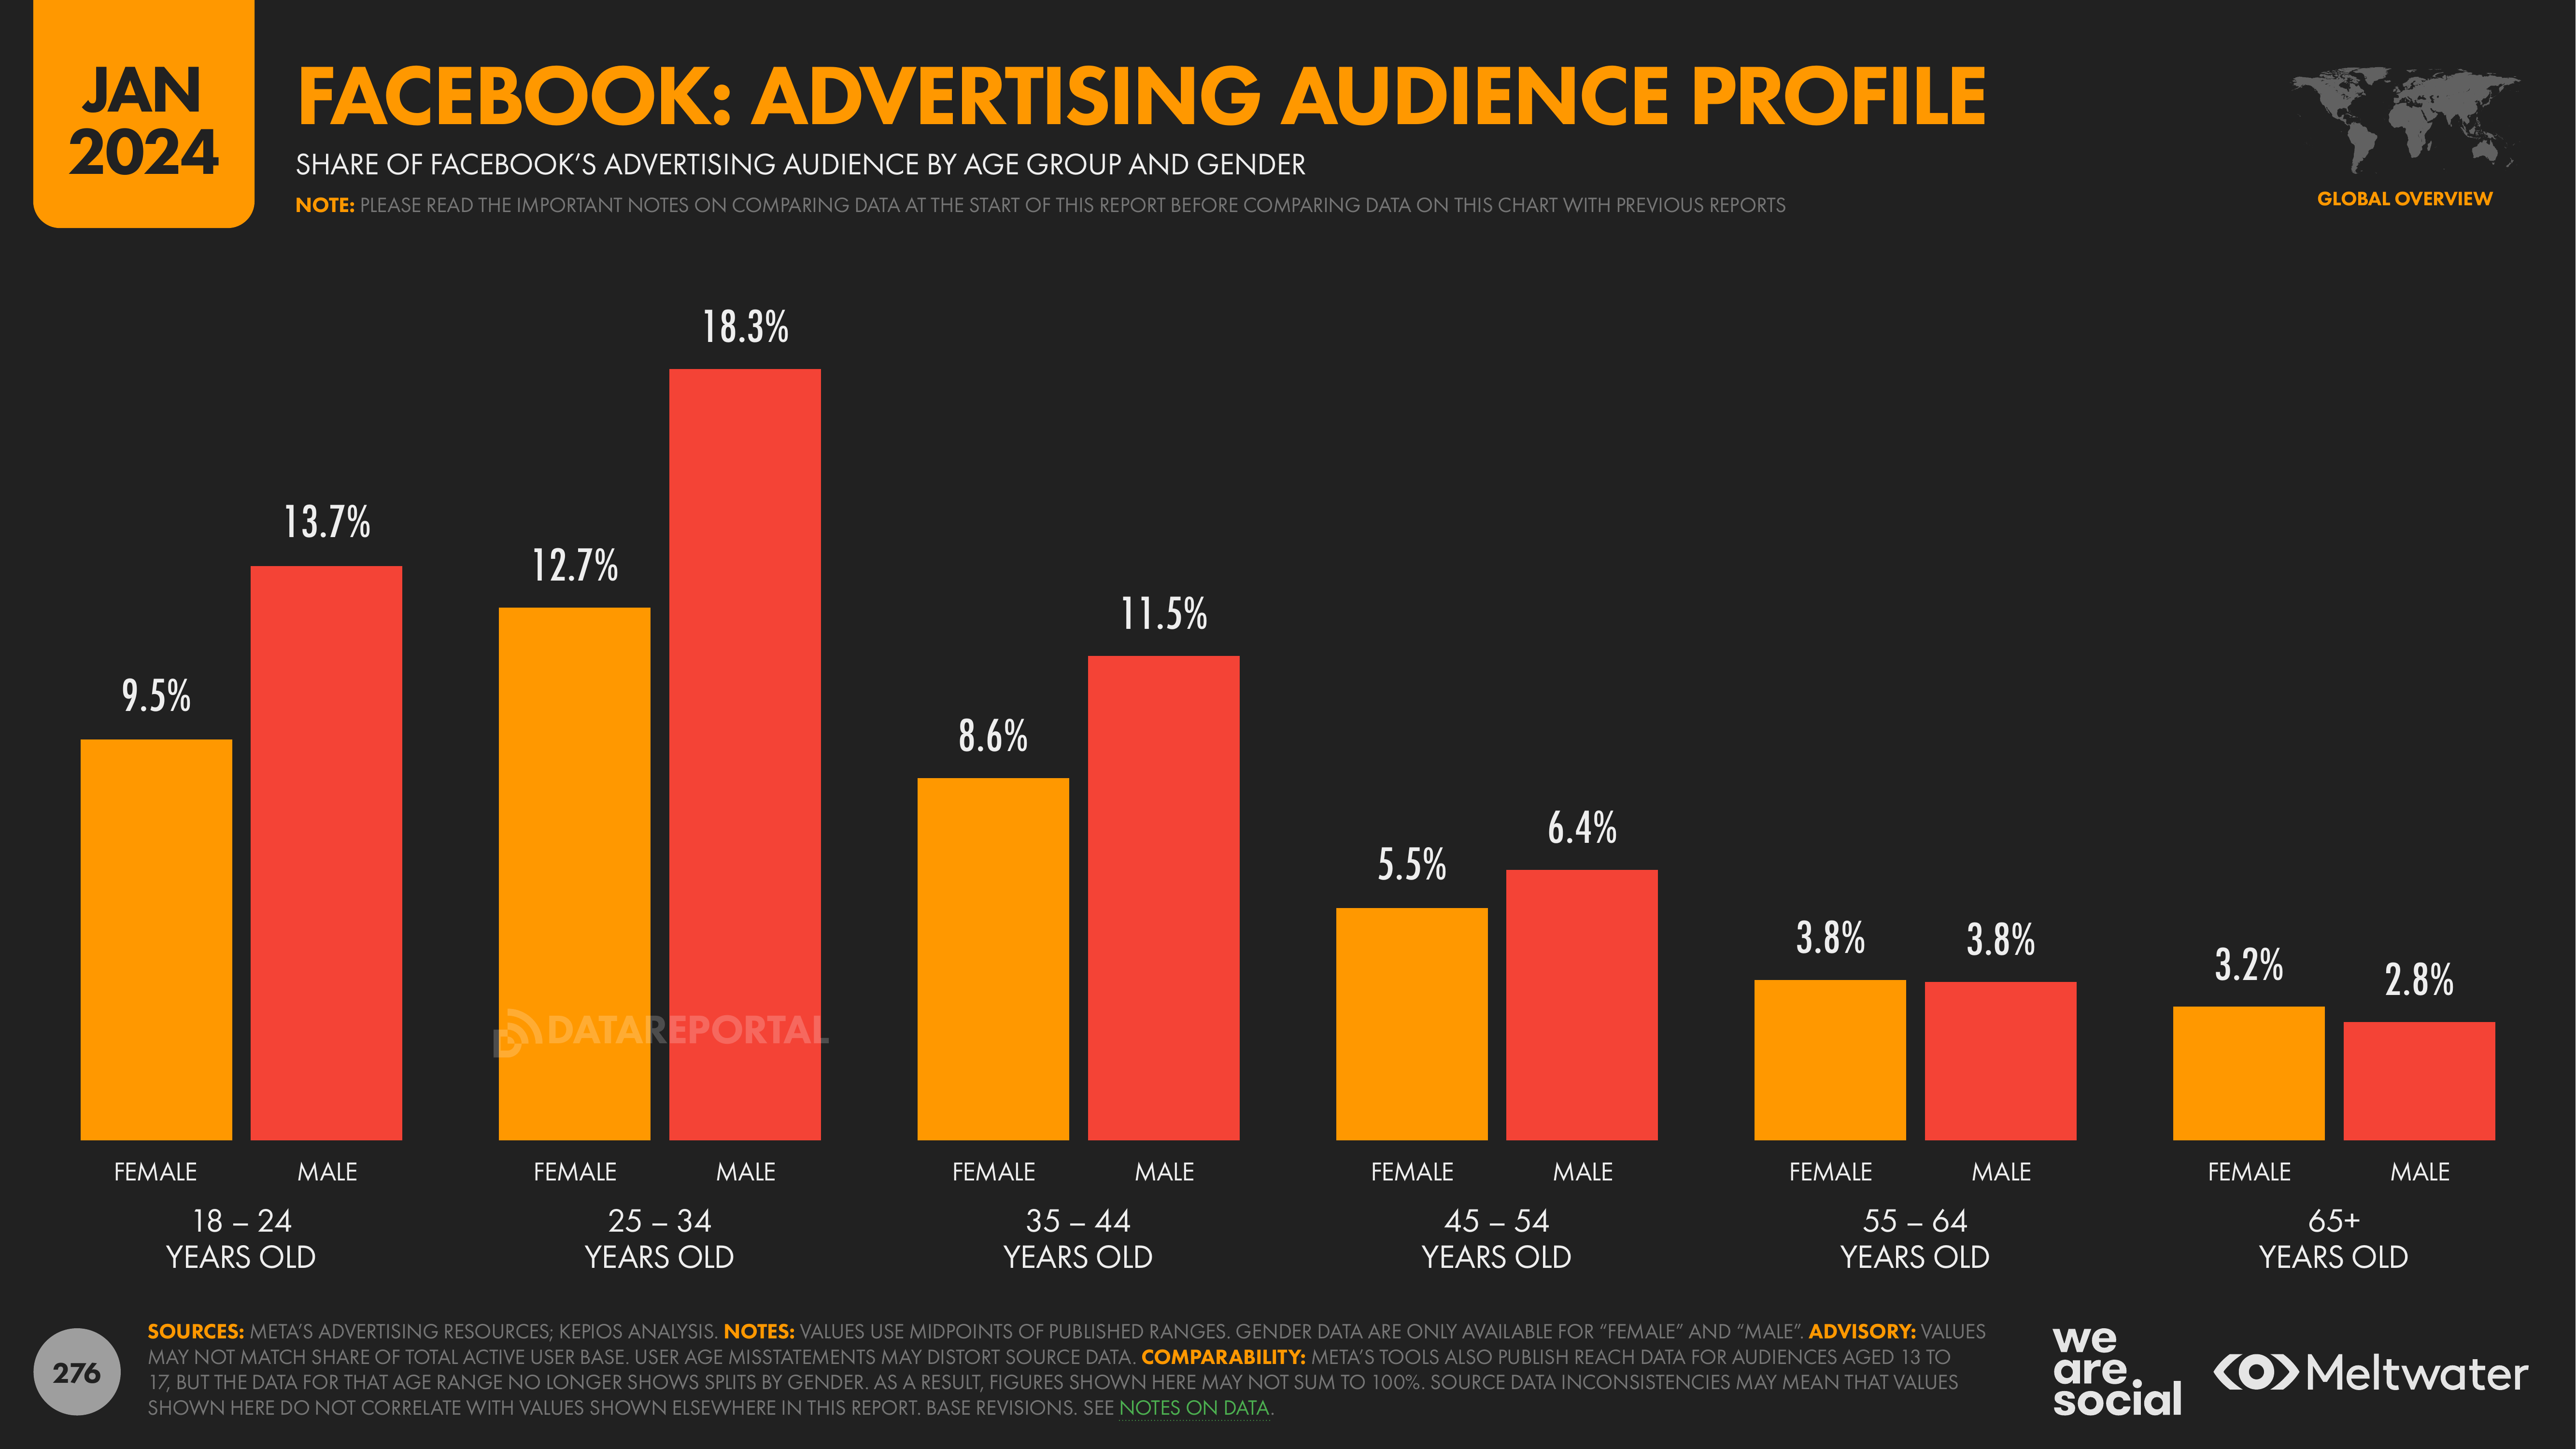 JAN
2024
FACEBOOK: ADVERTISING AUDIENCE PROFILE
SHARE OF FACEBOOK’S ADVERTISING AUDIENCE BY AGE GROUP AND GENDER
NOTE: PLEASE READ THE IMPORTANT NOTES ON COMPARING DATA AT THE START OF THIS REPORT BEFORE COMPARING DATA ON THIS CHART WITH PREVIOUS REPORTS
GLOBAL OVERVIEW
9.5%
13.7%
12.7%
18.3%
8.6%
11.5%
5.5%
6.4%
3.8%
3.8%
3.2%
2.8%
DATAREPORTAL
FEMALE MALE FEMALE MALE FEMALE MALE FEMALE MALE FEMALE MALE FEMALE MALE
18 – 24
YEARS OLD
25 – 34
YEARS OLD
35 – 44
YEARS OLD
45 – 54
YEARS OLD
55 – 64
YEARS OLD
65+
YEARS OLD
276
SOURCES: META’S ADVERTISING RESOURCES; KEPIOS ANALYSIS. NOTES: VALUES USE MIDPOINTS OF PUBLISHED RANGES. GENDER DATA ARE ONLY AVAILABLE FOR “FEMALE” AND “MALE”. ADVISORY: VALUES
MAY NOT MATCH SHARE OF TOTAL ACTIVE USER BASE. USER AGE MISSTATEMENTS MAY DISTORT SOURCE DATA. COMPARABILITY: META’S TOOLS ALSO PUBLISH REACH DATA FOR AUDIENCES AGED 13 TO
17, BUT THE DATA FOR THAT AGE RANGE NO LONGER SHOWS SPLITS BY GENDER. AS A RESULT, FIGURES SHOWN HERE MAY NOT SUM TO 100%. SOURCE DATA INCONSISTENCIES MAY MEAN THAT VALUES
SHOWN HERE DO NOT CORRELATE WITH VALUES SHOWN ELSEWHERE IN THIS REPORT. BASE REVISIONS. SEE NOTES ON DATA.
we
are
social
Meltwater